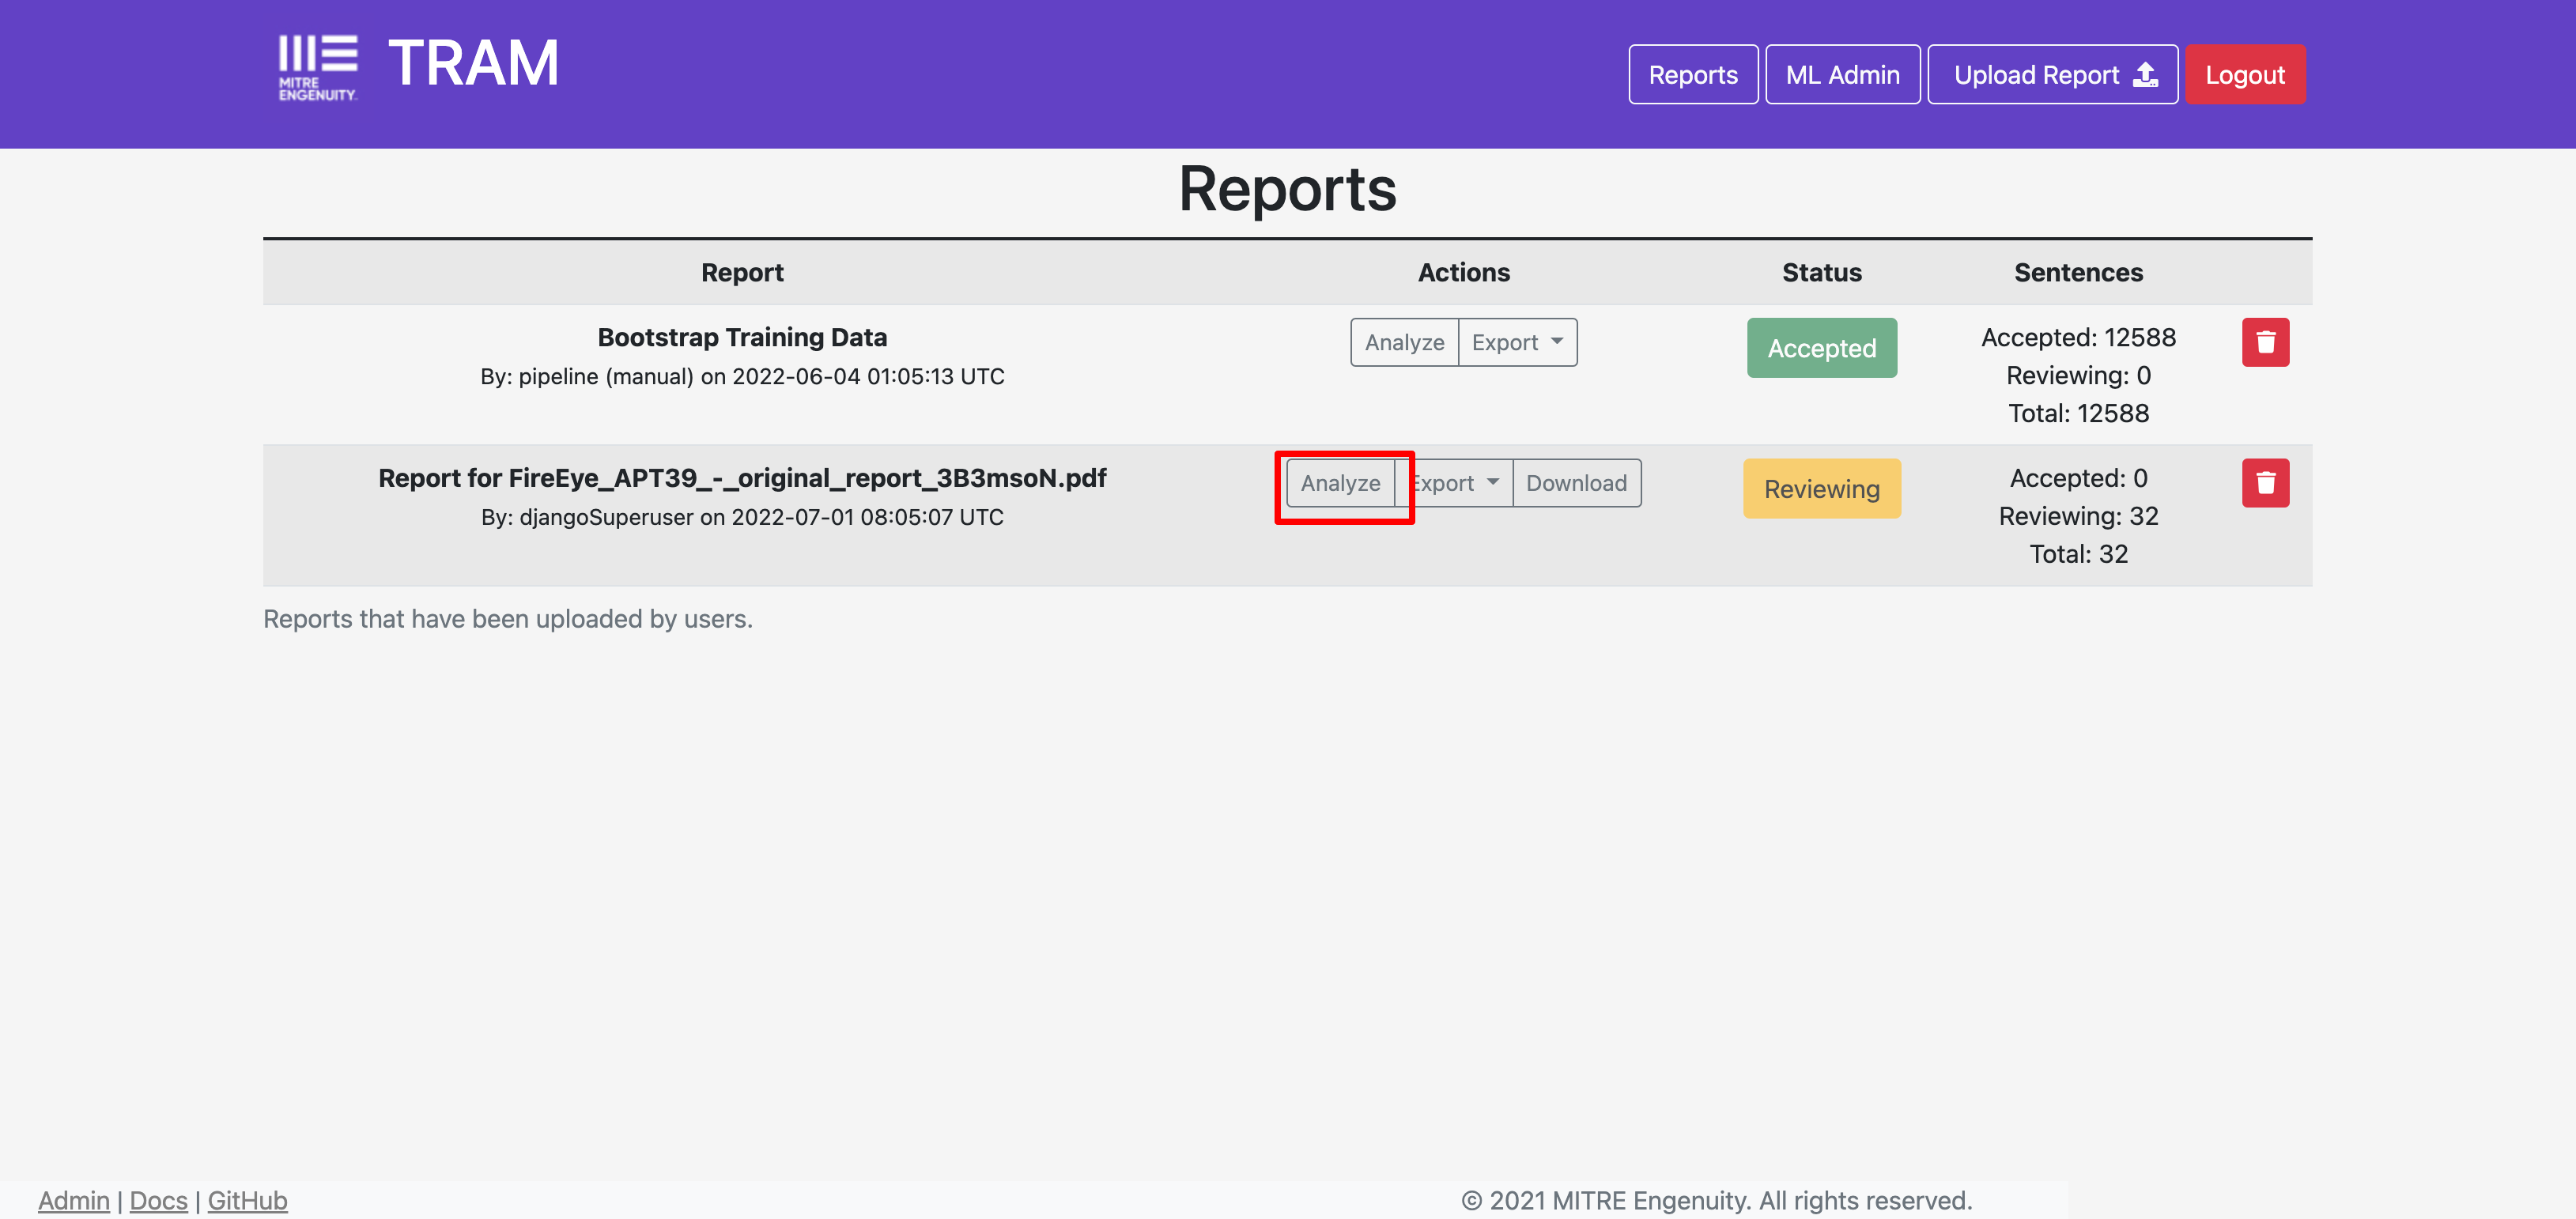 MITRE
ENGENUITY
TRAM
Reports
ML Admin
Upload Report
Logout
Reports
Report
Actions
Status
Sentences
Bootstrap Training Data
By: pipeline (manual) on 2022-06-04 01:05:13 UTC
Analyze
Export
Accepted
Accepted: 12588
Reviewing: 0
Total: 12588
Report for FireEye_APT39_-_original_report_3B3msoN.pdf
By: djangoSuperuser on 2022-07-01 08:05:07 UTC
Analyze
Export
Download
Reviewing
Accepted: 0
Reviewing: 32
Total: 32
Reports that have been uploaded by users.
Admin | Docs | GitHub
© 2021 MITRE Engenuity. All rights reserved.